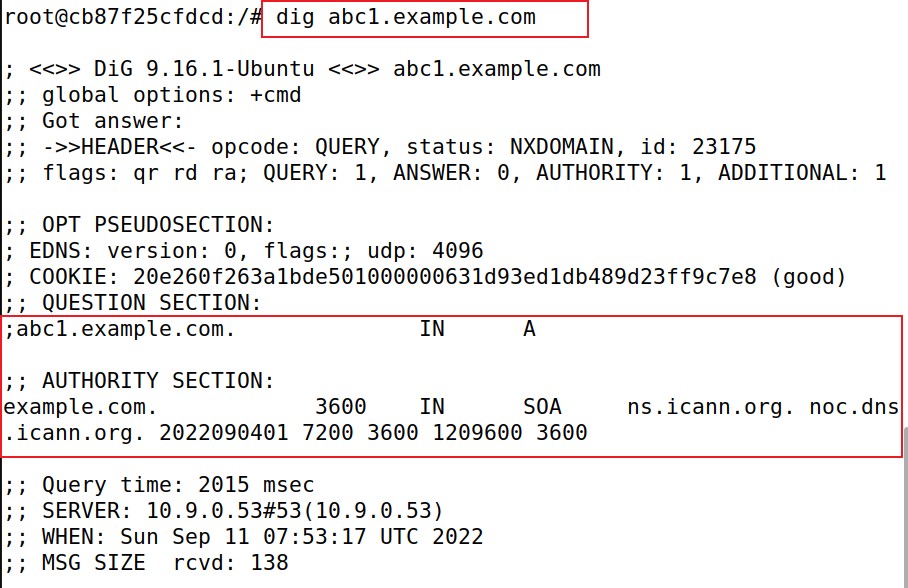 root@cb87f25cfdcd:/# dig abc1.example.com
; <<>> DiG 9.16.1-Ubuntu <<>> abc1.example.com
;; global options: +cmd
;; Got answer:
;; ->>HEADER<<- opcode: QUERY, status: NXDOMAIN, id: 23175
;; flags: qr rd ra; QUERY: 1, ANSWER: 0, AUTHORITY: 1, ADDITIONAL: 1
;; OPT PSEUDOSECTION:
; EDNS: version: 0, flags:; udp: 4096
; COOKIE: 20e260f263a1bde501000000631d93ed1db489d23ff9c7e8 (good)
;; QUESTION SECTION:
;abc1.example.com. IN A
;; AUTHORITY SECTION:
example.com. 3600 IN SOA ns.icann.org. noc.dns
.icann.org. 2022090401 7200 3600 1209600 3600
;; Query time: 2015 msec
;; SERVER: 10.9.0.53#53(10.9.0.53)
;; WHEN: Sun Sep 11 07:53:17 UTC 2022
;; MSG SIZE  rcvd: 138